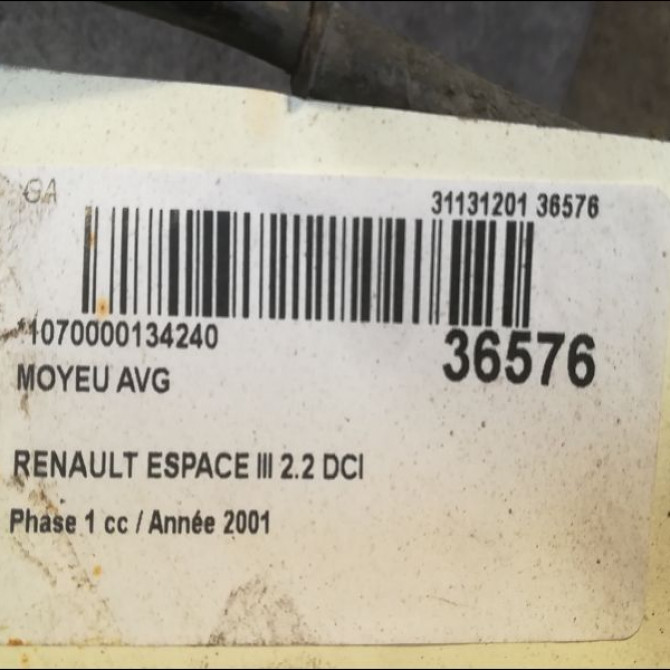 GA
31131201 36576
*1070000134240
36576
MOYEU AVG
RENAULT ESPACE III 2.2 DCI
Phase 1 cc / Année 2001